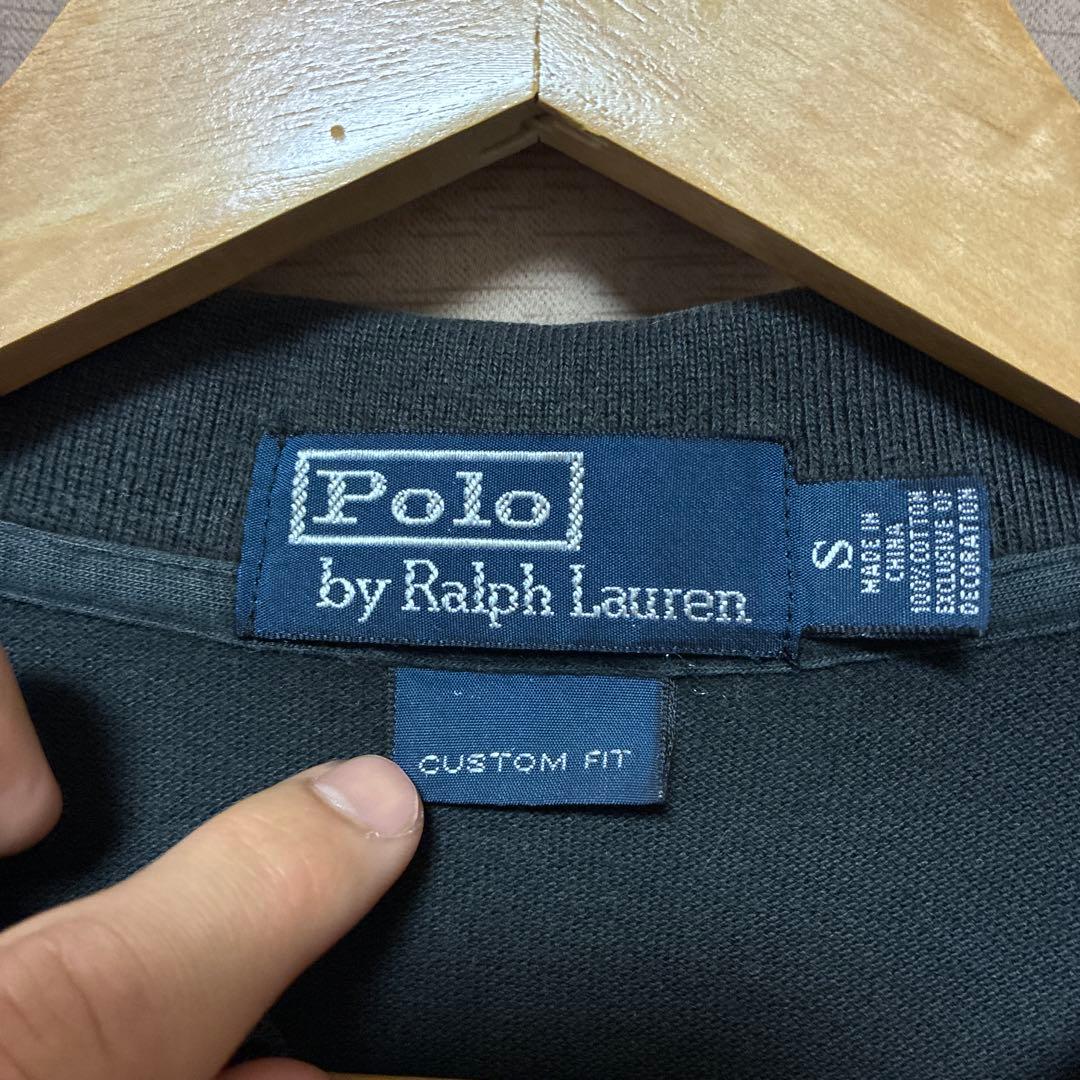 Polo
by Ralph Lauren
S
MADE IN
CHINA
100% COTTON
EXCLUSIVE OF
DECORATION
CUSTOM FIT